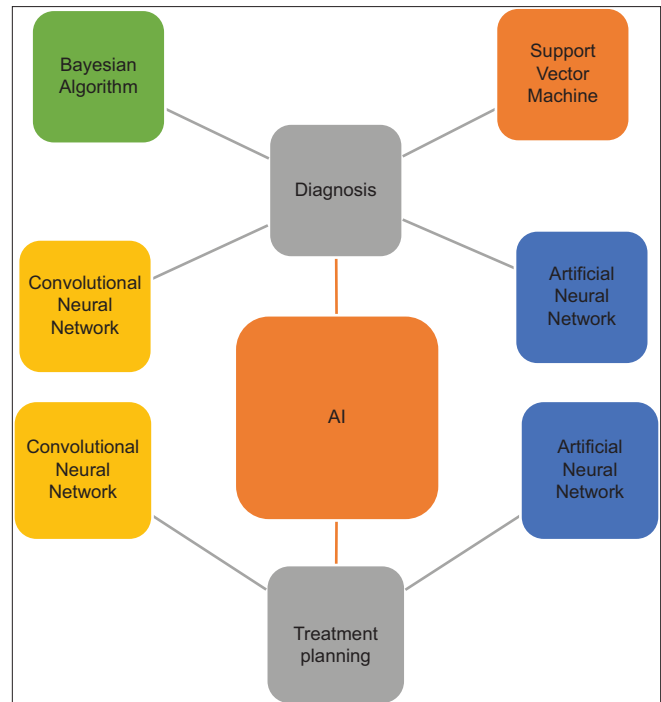 Bayesian
Algorithm
Support
Vector
Machine
Diagnosis
Convolutional
Neural
Network
Artificial
Neural
Network
AI
Convolutional
Neural
Network
Artificial
Neural
Network
Treatment
planning